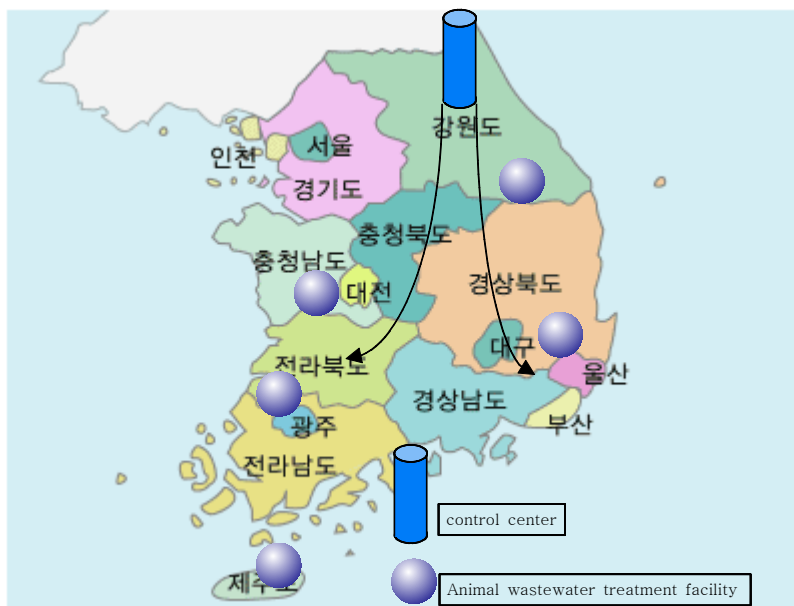 강원도
서울
인천
경기도
충청북도
충청남도
대전
경상북도
대구
전라북도
울산
경상남도
부산
광주
전라남도
control center
제주도
Animal wastewater treatment facility